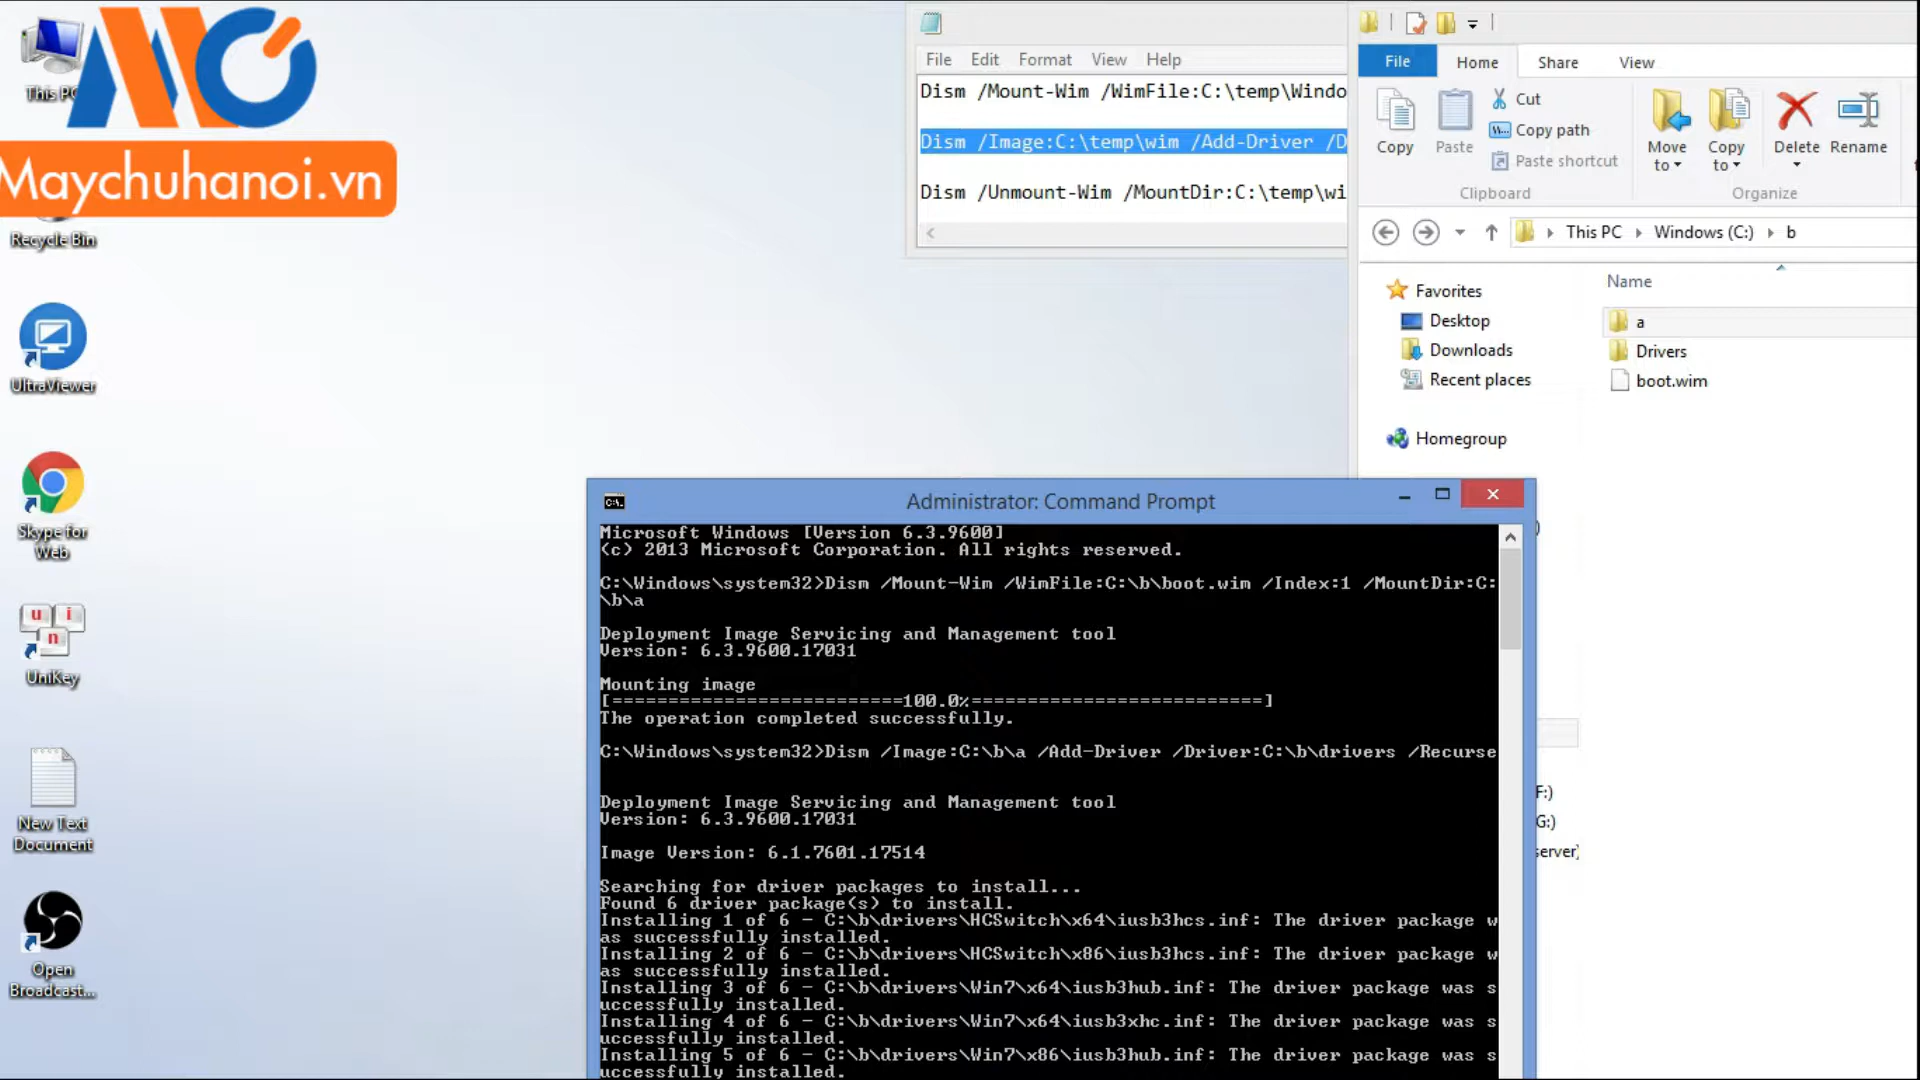 This PC
Maychuhanoi.vn
Recycle Bin
UltraViewer
Skype for
Web
UniKey
New Text
Document
Open
Broadcast...
File Edit Format View Help
Dism /Mount-Wim /WimFile:C:\temp\Windo
Dism /Image:C:\temp\wim /Add-Driver /D
Dism /Unmount-Wim /MountDir:C:\temp\wi
File Home Share View
Copy
Paste
Cut
Copy path
Paste shortcut
Clipboard
Move
to
Copy
to
Delete
Rename
Organize
This PC
Windows (C:)
b
Favorites
Desktop
Downloads
Recent places
Homegroup
Name
a
Drivers
boot.wim
F:)
G:)
server)
Administrator: Command Prompt
Microsoft Windows [Version 6.3.9600]
(c) 2013 Microsoft Corporation. All rights reserved.
C:\Windows\system32>Dism /Mount-Wim /WimFile:C:\b\boot.wim /Index:1 /MountDir:C:
\b\a
Deployment Image Servicing and Management tool
Version: 6.3.9600.17031
Mounting image
[==========================100.0%==========================]
The operation completed successfully.
C:\Windows\system32>Dism /Image:C:\b\a /Add-Driver /Driver:C:\b\drivers /Recurse
Deployment Image Servicing and Management tool
Version: 6.3.9600.17031
Image Version: 6.1.7601.17514
Searching for driver packages to install...
Found 6 driver package(s) to install.
Installing 1 of 6 - C:\b\drivers\HCSwitch\x64\iusb3hcs.inf: The driver package w
as successfully installed.
Installing 2 of 6 - C:\b\drivers\HCSwitch\x86\iusb3hcs.inf: The driver package w
as successfully installed.
Installing 3 of 6 - C:\b\drivers\Win7\x64\iusb3hub.inf: The driver package was s
uccessfully installed.
Installing 4 of 6 - C:\b\drivers\Win7\x64\iusb3xhc.inf: The driver package was s
uccessfully installed.
Installing 5 of 6 - C:\b\drivers\Win7\x86\iusb3hub.inf: The driver package was s
uccessfully installed.